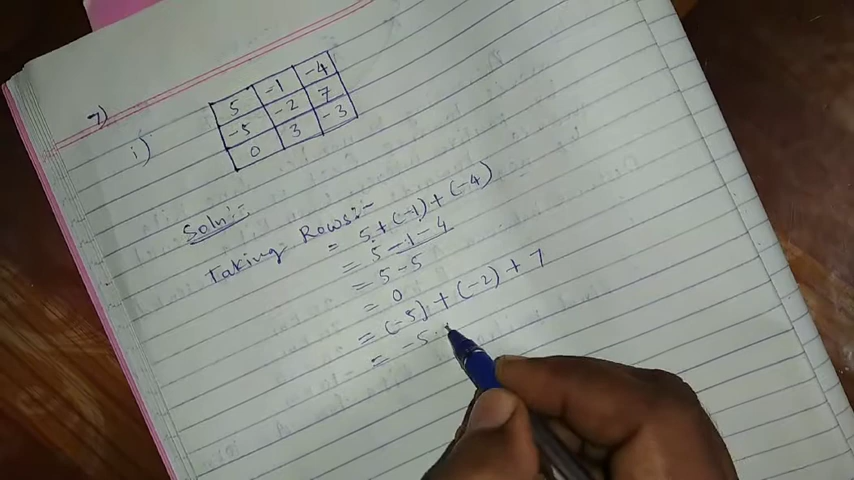 7)
i)
5 -1 -4
-5 -2 7
0 3 -3
Soln:-
Taking Rows:-
= 5+(-1)+(-4)
= 5-1-4
= 5-5
= 0
= (-5)+(-2)+7
= -5